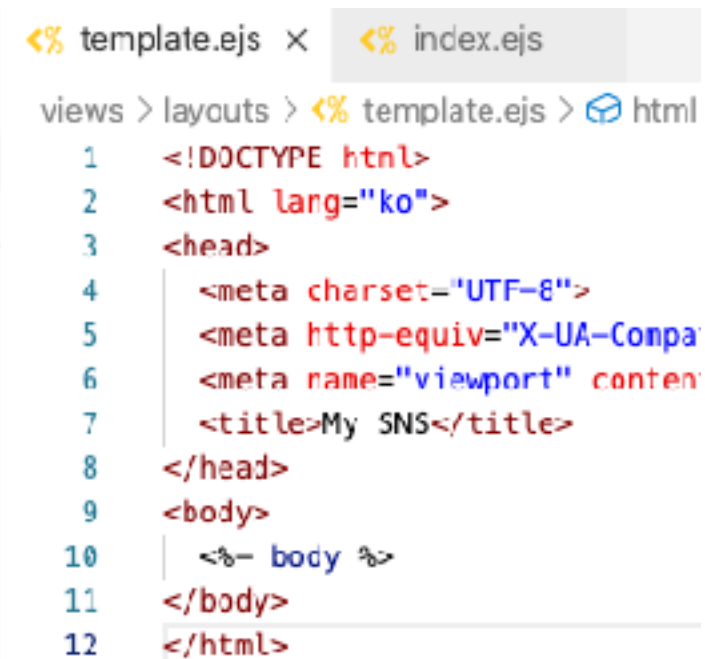 <% template.ejs × <% index.ejs
views > layouts > <% template.ejs > html
1 <!DOCTYPE html>
2 <html lang="ko">
3 <head>
4 <meta charset="UTF-8">
5 <meta http-equiv="X-UA-Compa
6 <meta name="viewport" conten
7 <title>My SNS</title>
8 </head>
9 <body>
10 <%- body %>
11 </body>
12 </html>